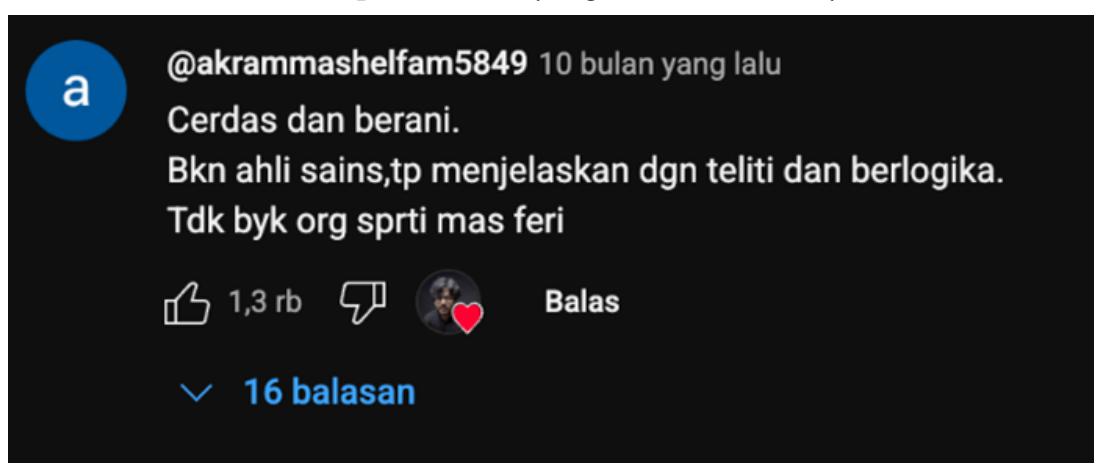 a
@akrammashelfam5849 10 bulan yang lalu
Cerdas dan berani.
Bkn ahli sains,tp menjelaskan dgn teliti dan berlogika.
Tdk byk org sprti mas feri
1,3 rb Balas
16 balasan